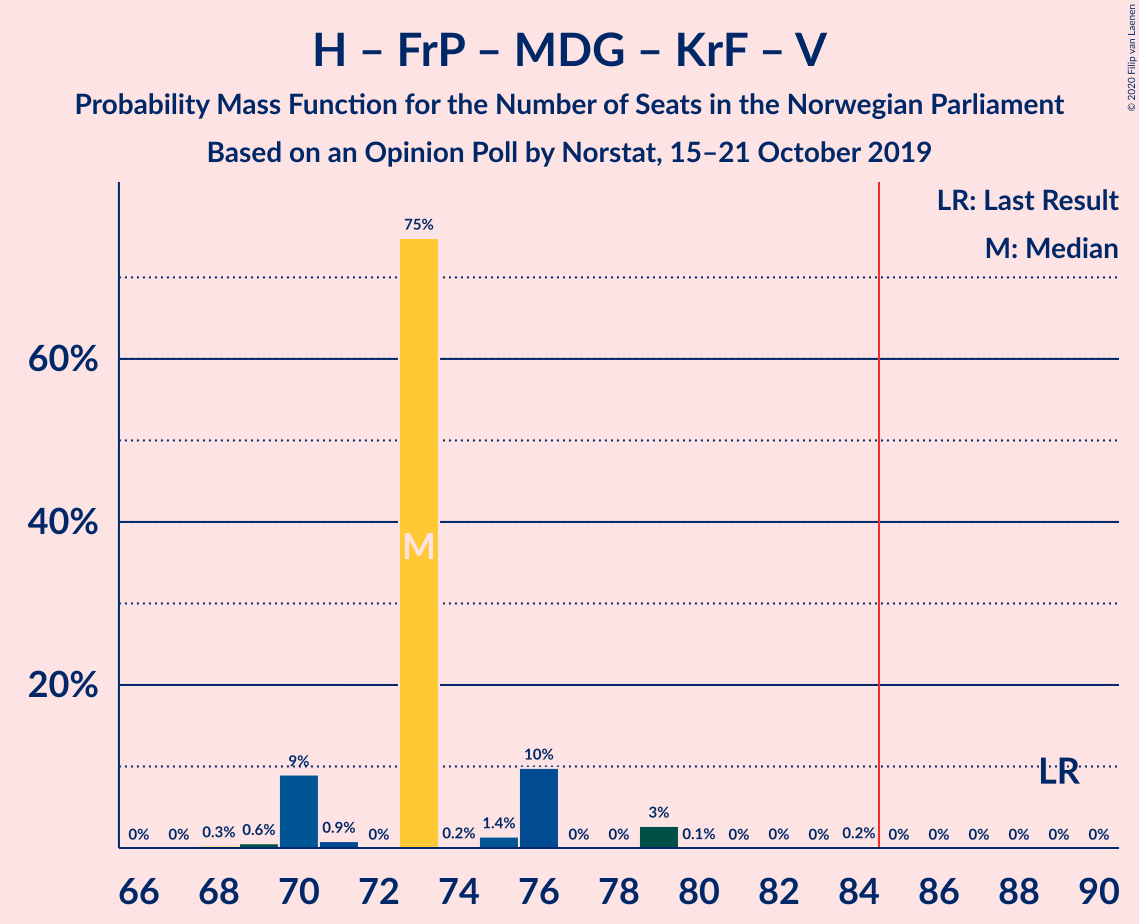 H – FrP – MDG – KrF – V
Probability Mass Function for the Number of Seats in the Norwegian Parliament
Based on an Opinion Poll by Norstat, 15–21 October 2019
© 2020 Filip van Laenen
LR: Last Result
M: Median
75%
60%
M
40%
20%
10%
9%
LR
3%
0% 0% 0.3% 0.6% 0.9% 0% 0.2% 1.4% 0% 0% 0.1% 0% 0% 0% 0.2% 0% 0% 0% 0% 0% 0%
66 68 70 72 74 76 78 80 82 84 86 88 90